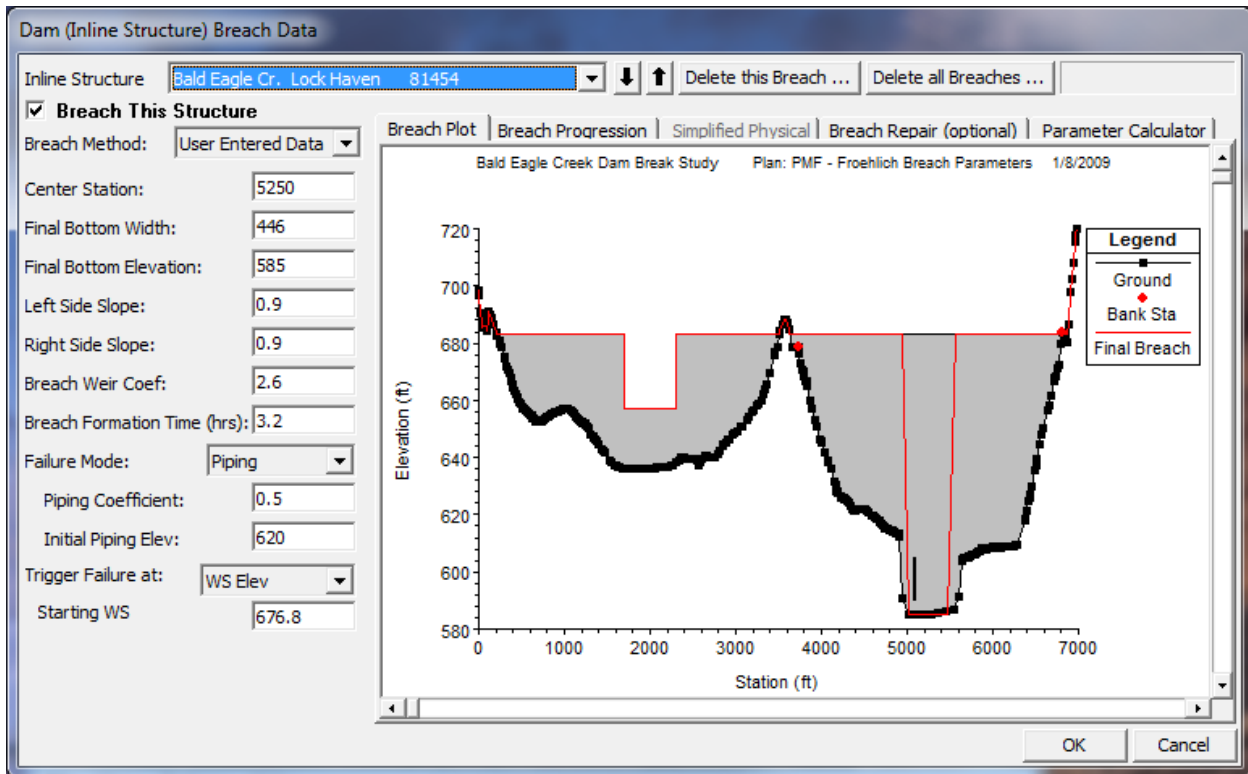 Dam (Inline Structure) Breach Data
Inline Structure Bald Eagle Cr. Lock Haven 81454 Delete this Breach ... Delete all Breaches ...
Breach This Structure
Breach Method: User Entered Data
Center Station: 5250
Final Bottom Width: 446
Final Bottom Elevation: 585
Left Side Slope: 0.9
Right Side Slope: 0.9
Breach Weir Coef: 2.6
Breach Formation Time (hrs): 3.2
Failure Mode: Piping
Piping Coefficient: 0.5
Initial Piping Elev: 620
Trigger Failure at: WS Elev
Starting WS 676.8
Breach Plot Breach Progression Simplified Physical Breach Repair (optional) Parameter Calculator
Bald Eagle Creek Dam Break Study Plan: PMF - Froehlich Breach Parameters 1/8/2009
720
700
680
660
640
620
600
580
Elevation (ft)
0 1000 2000 3000 4000 5000 6000 7000
Station (ft)
Legend
Ground
Bank Sta
Final Breach
OK Cancel